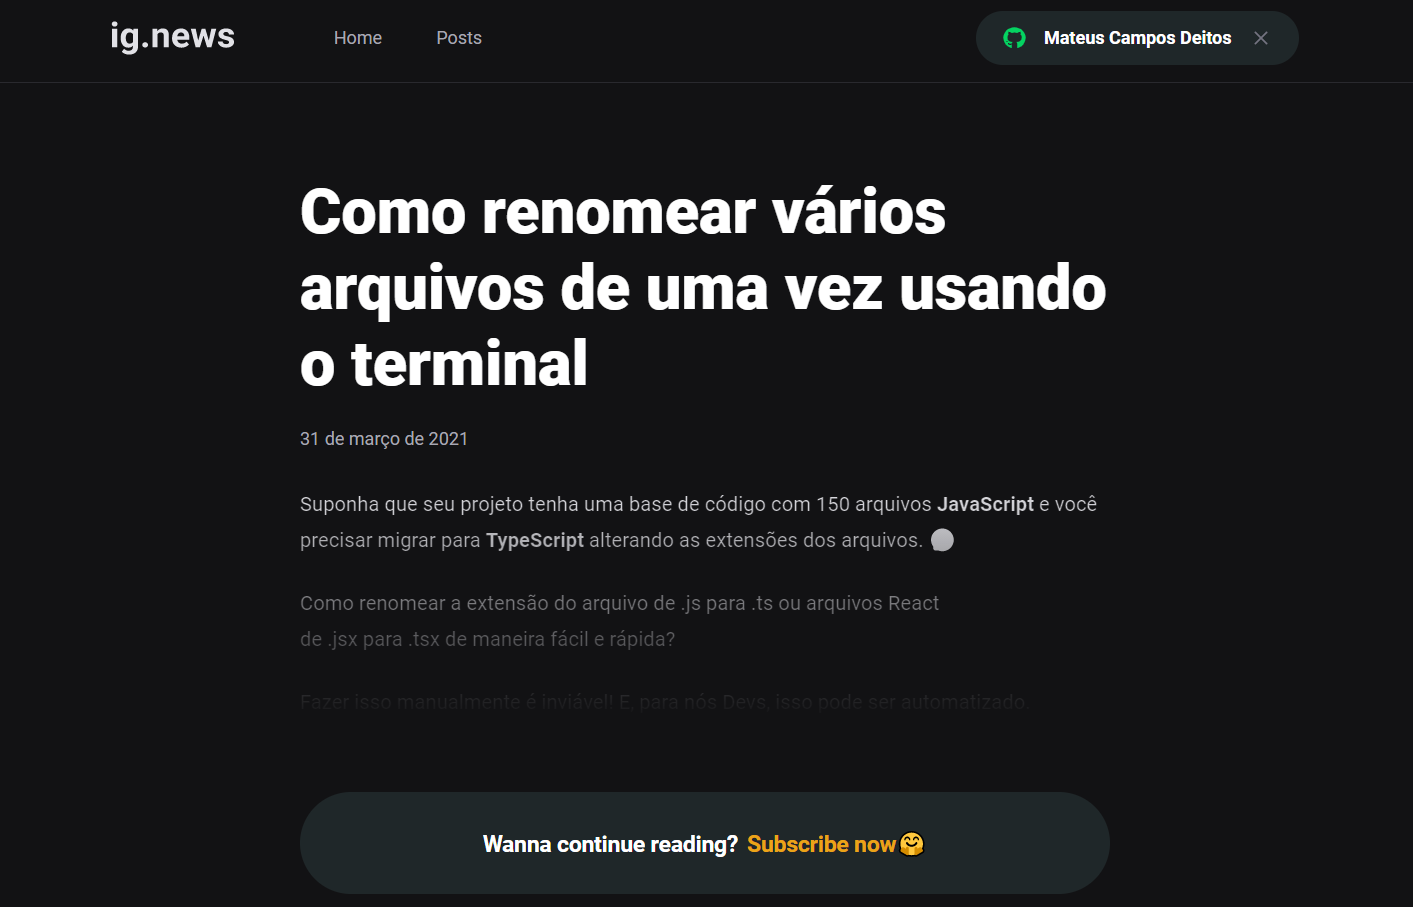 ig.news
Home
Posts
Mateus Campos Deitos
Como renomear vários
arquivos de uma vez usando
o terminal
31 de março de 2021
Suponha que seu projeto tenha uma base de código com 150 arquivos JavaScript e você
precisar migrar para TypeScript alterando as extensões dos arquivos.
Como renomear a extensão do arquivo de .js para .ts ou arquivos React
de .jsx para .tsx de maneira fácil e rápida?
Fazer isso manualmente é inviável! E, para nós Devs, isso pode ser automatizado.
Wanna continue reading? Subscribe now🤗